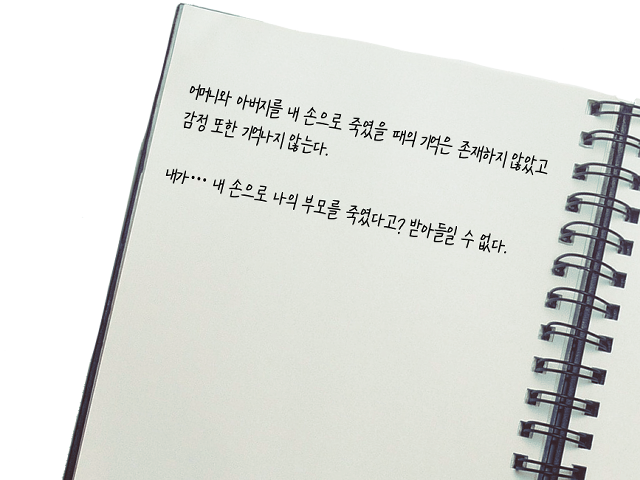 어머니와 아버지를 내 손으로 죽였을 때의 기억은 존재하지 않았고
감정 또한 기억나지 않는다.
내가··· 내 손으로 나의 부모를 죽였다고? 받아들일 수 없다.